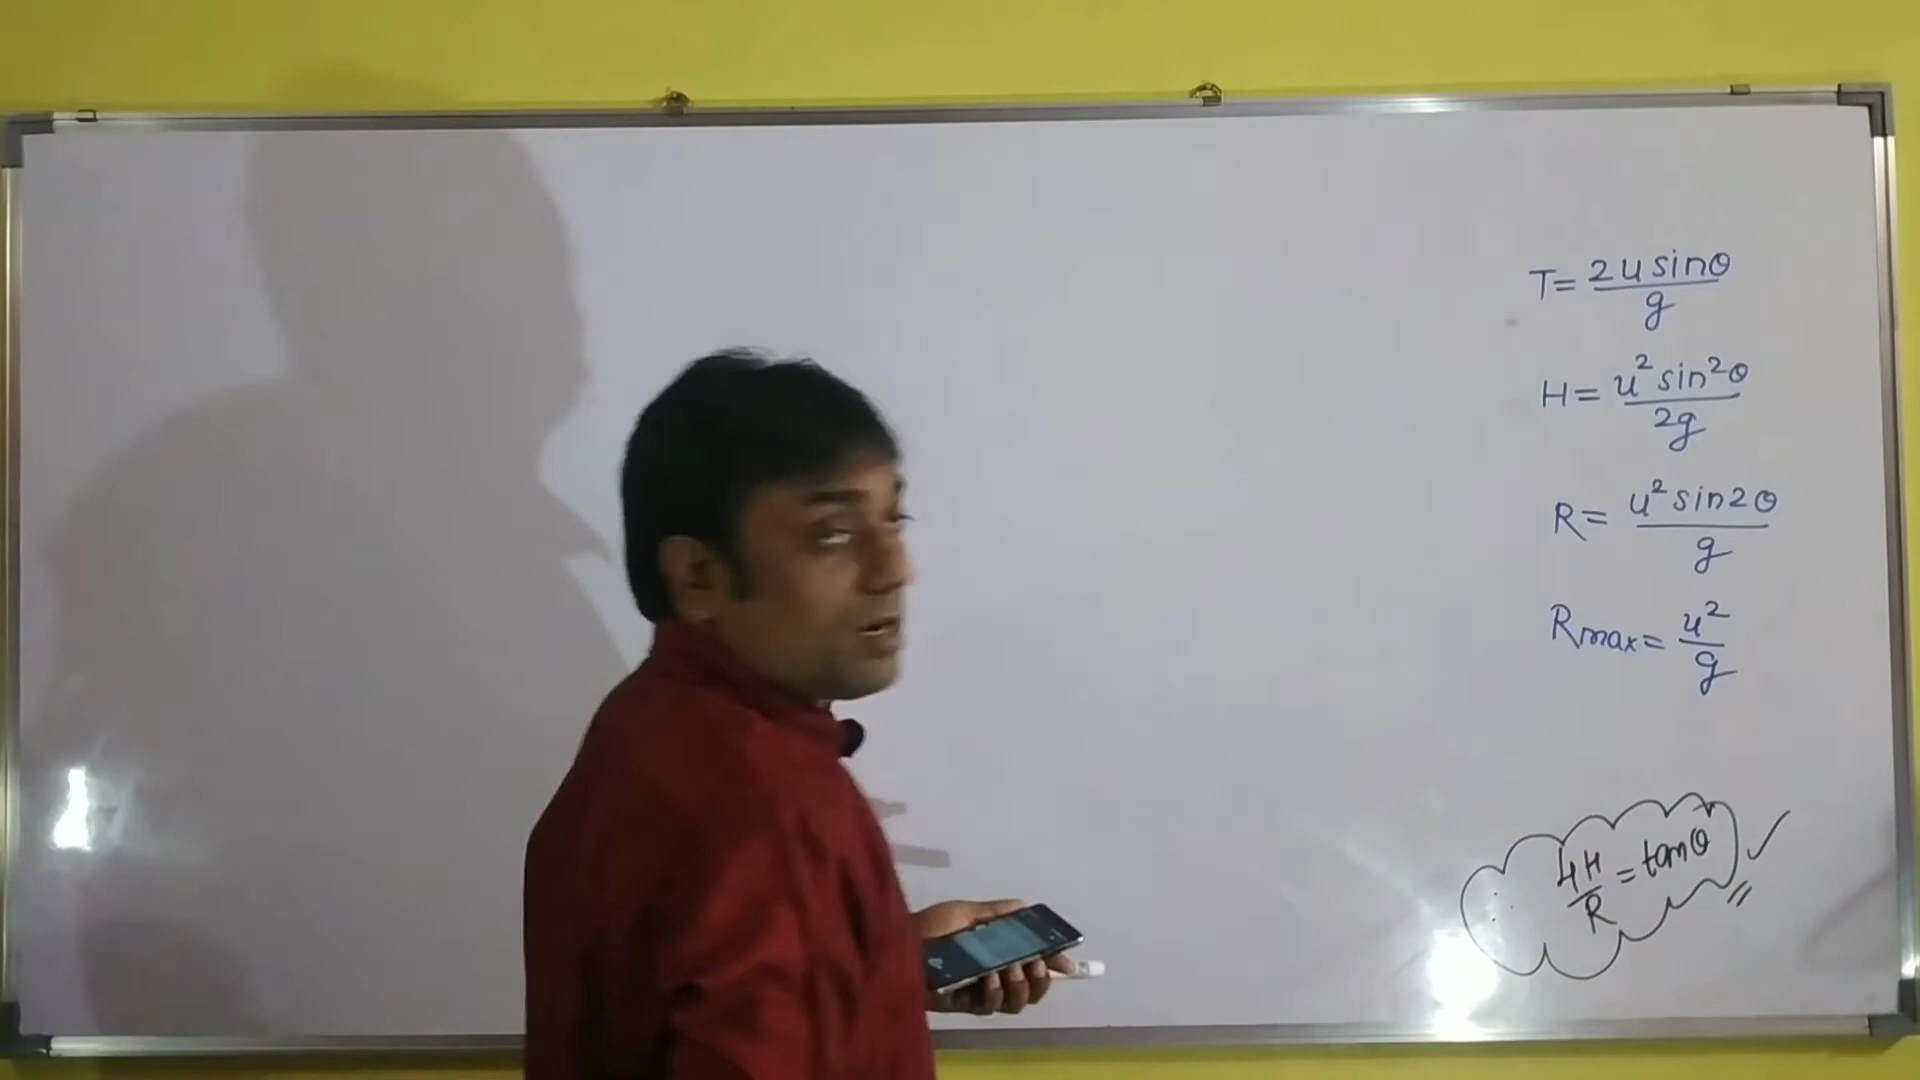 T= 2u sinθ / g
H= u² sin²θ / 2g
R= u² sin2θ / g
Rmax= u² / g
4H / R = tanθ ✓